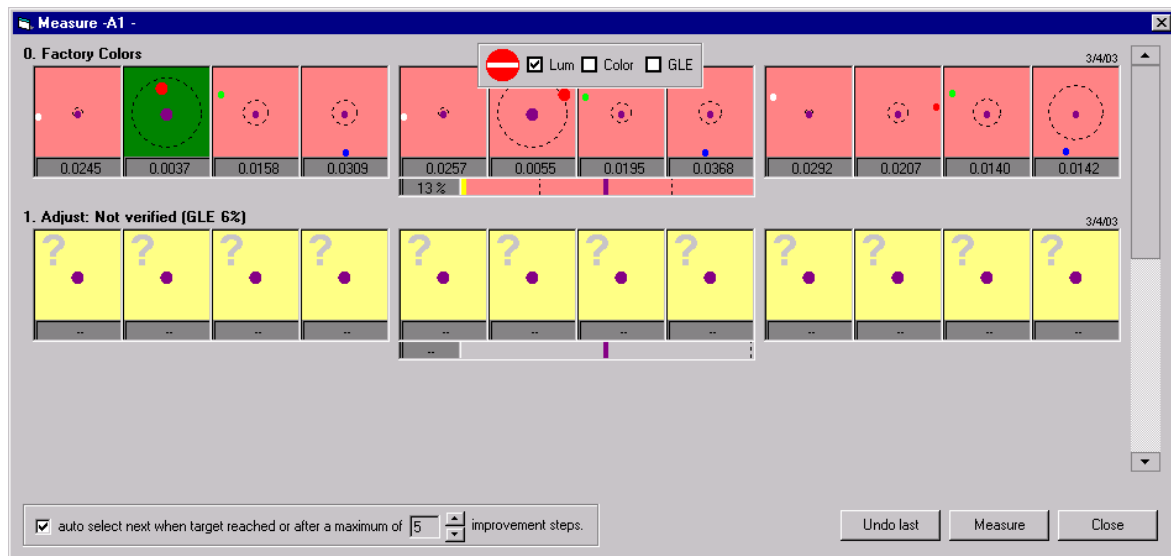 Measure -A1 -
0. Factory Colors
Lum Color GLE
3/4/03
0.0245 0.0037 0.0158 0.0309 0.0257 0.0055 0.0195 0.0368 0.0292 0.0207 0.0140 0.0142
13 %
1. Adjust: Not verified (GLE 6%)
3/4/03
? ? ? ? ? ? ? ? ? ? ? ?
-- -- -- -- -- -- -- -- -- -- -- --
--
auto select next when target reached or after a maximum of 5 improvement steps.
Undo last Measure Close